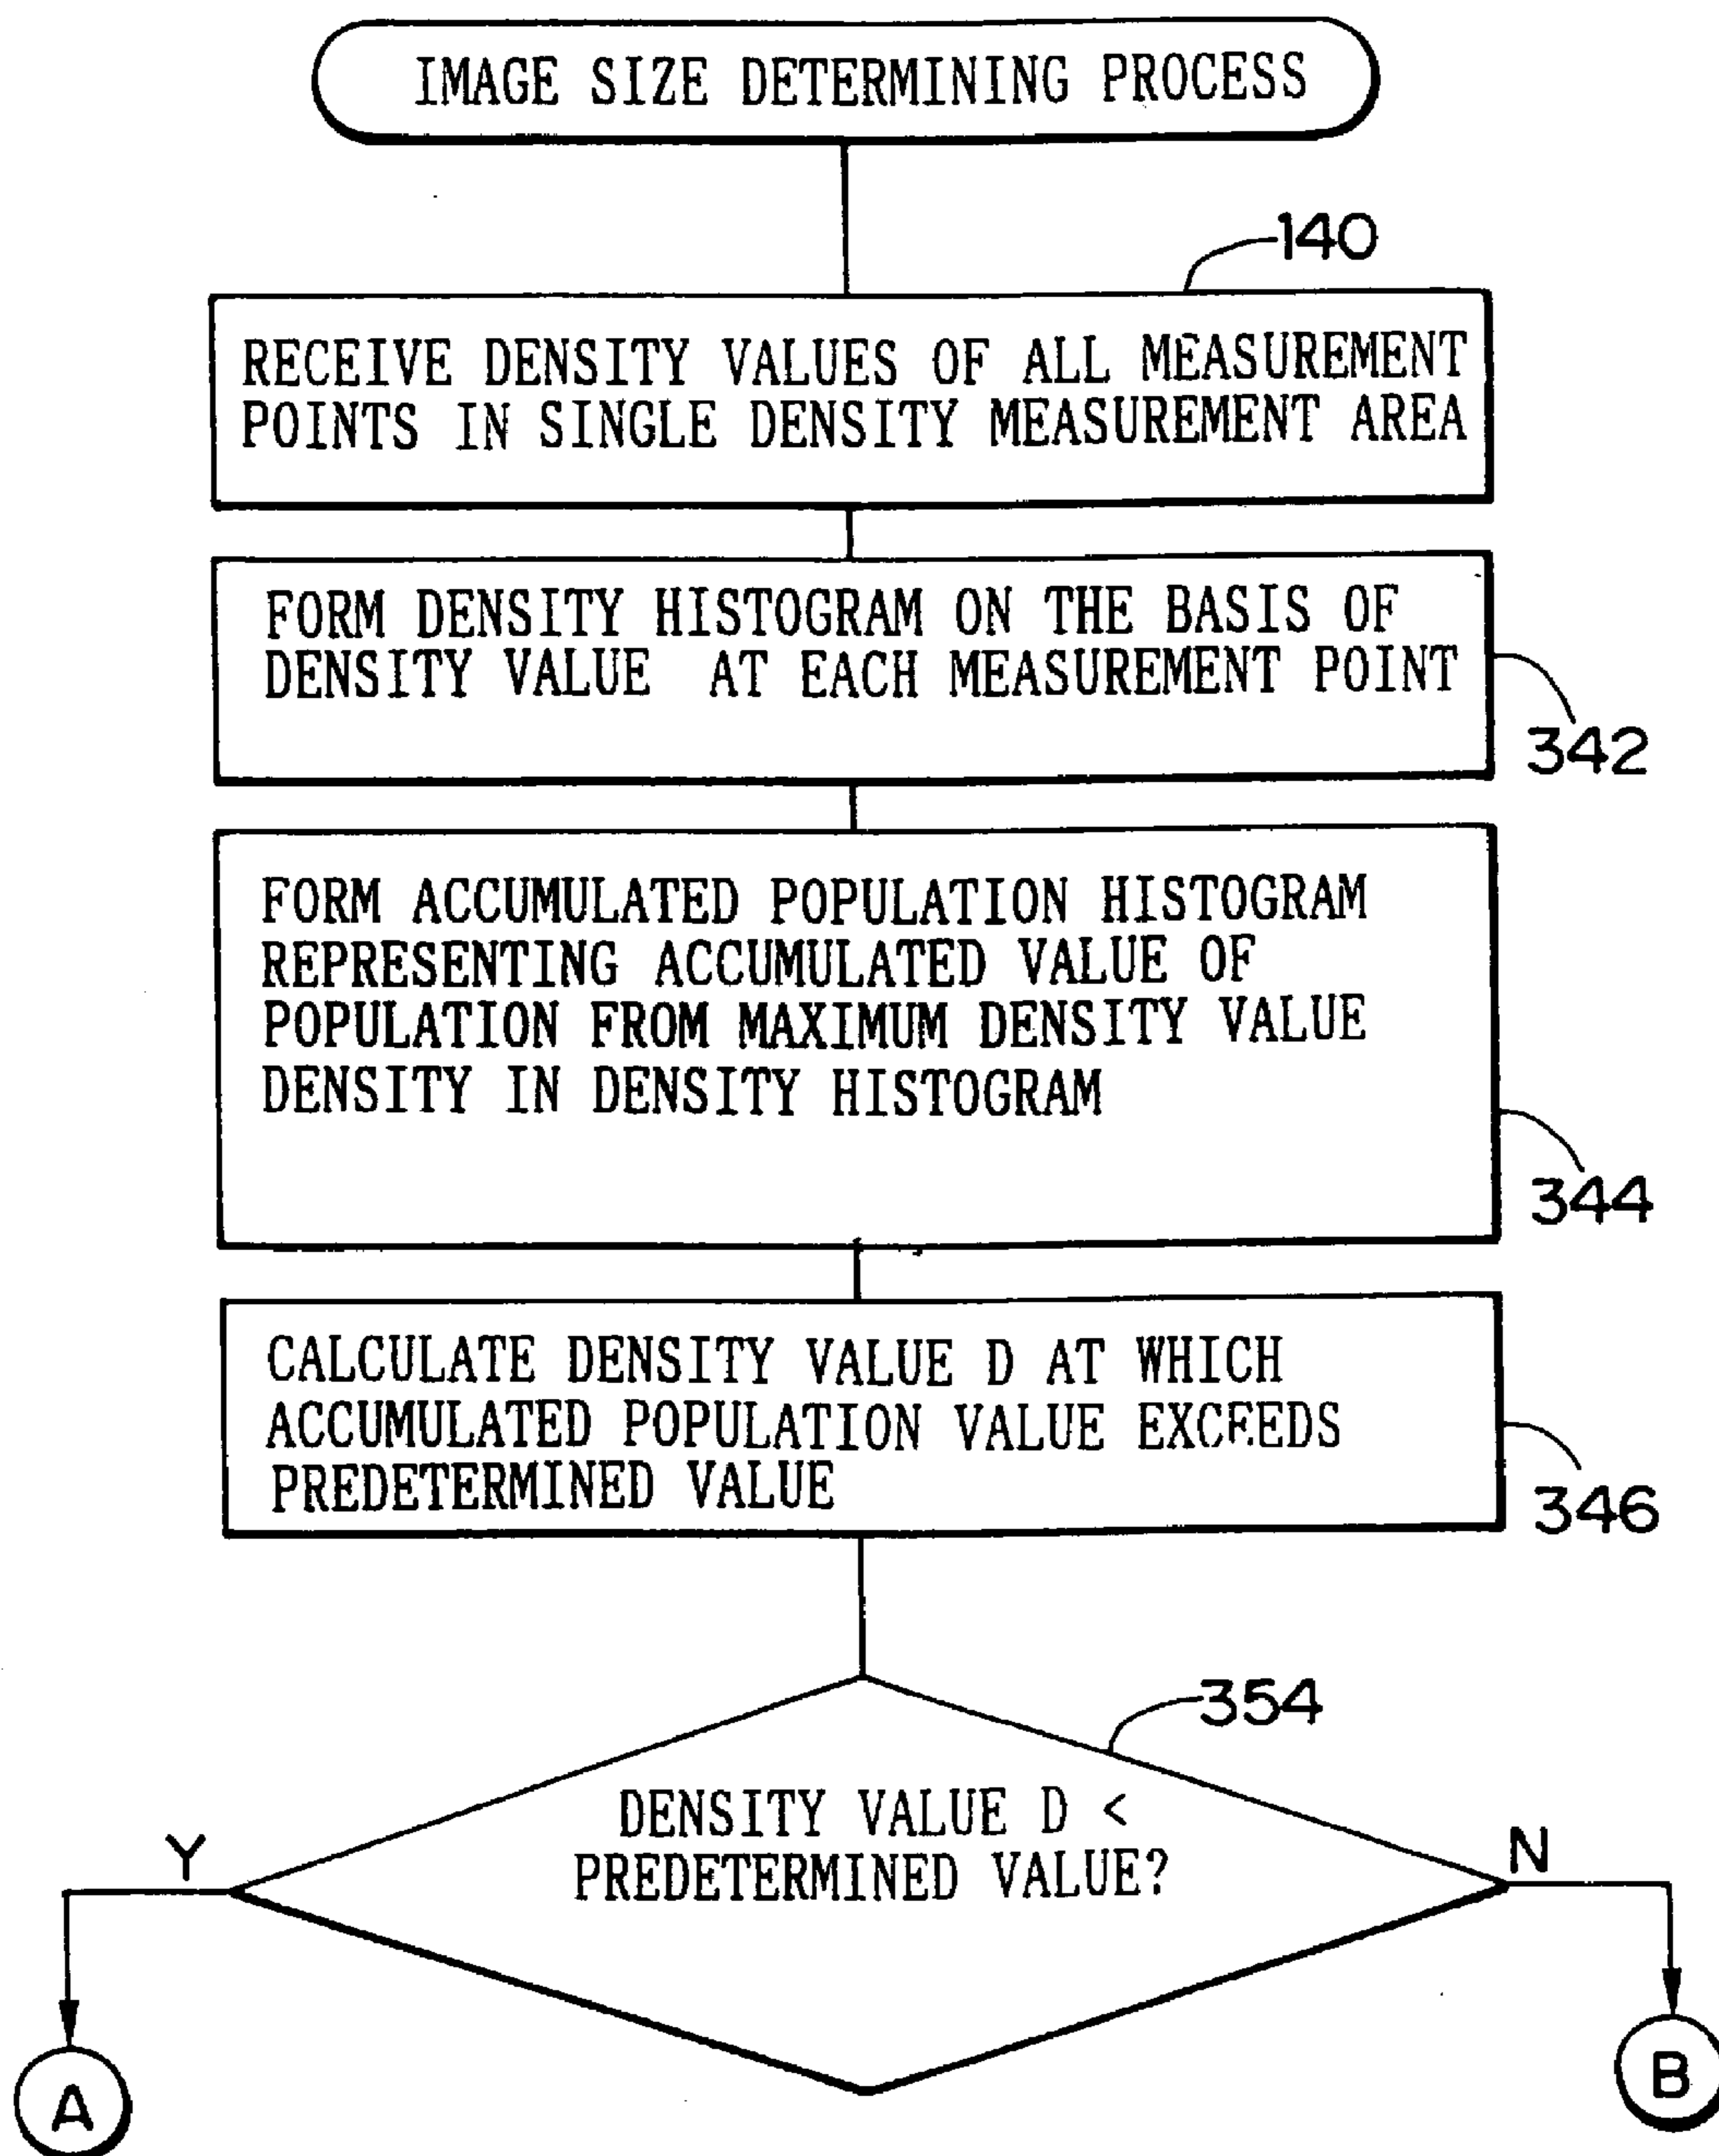 IMAGE SIZE DETERMINING PROCESS
140
RECEIVE DENSITY VALUES OF ALL MEASUREMENT
POINTS IN SINGLE DENSITY MEASUREMENT AREA
FORM DENSITY HISTOGRAM ON THE BASIS OF
DENSITY VALUE AT EACH MEASUREMENT POINT
342
FORM ACCUMULATED POPULATION HISTOGRAM
REPRESENTING ACCUMULATED VALUE OF
POPULATION FROM MAXIMUM DENSITY VALUE
DENSITY IN DENSITY HISTOGRAM
344
CALCULATE DENSITY VALUE D AT WHICH
ACCUMULATED POPULATION VALUE EXCEEDS
PREDETERMINED VALUE
346
354
DENSITY VALUE D <
PREDETERMINED VALUE?
Y
N
A
B